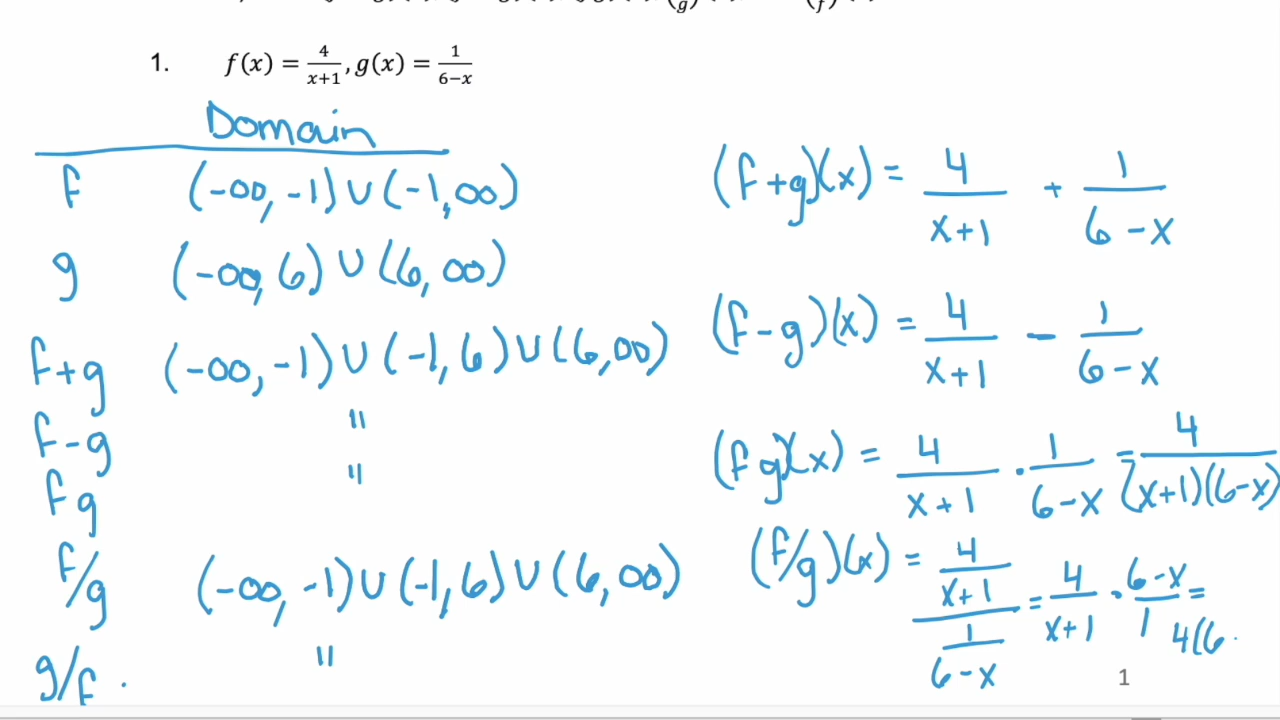 1. f(x) = 4/(x+1), g(x) = 1/(6−x)
Domain
f (-∞, -1) ∪ (-1, ∞)
g (-∞, 6) ∪ (6, ∞)
f+g (-∞, -1) ∪ (-1, 6) ∪ (6, ∞)
f-g "
fg "
f/g (-∞, -1) ∪ (-1, 6) ∪ (6, ∞)
g/f "
(f+g)(x) = 4/(x+1) + 1/(6-x)
(f-g)(x) = 4/(x+1) - 1/(6-x)
(fg)(x) = 4/(x+1) · 1/(6-x) = 4/((x+1)(6-x))
(f/g)(x) = (4/(x+1))/(1/(6-x)) = 4/(x+1) · (6-x)/1 =
4(6
1